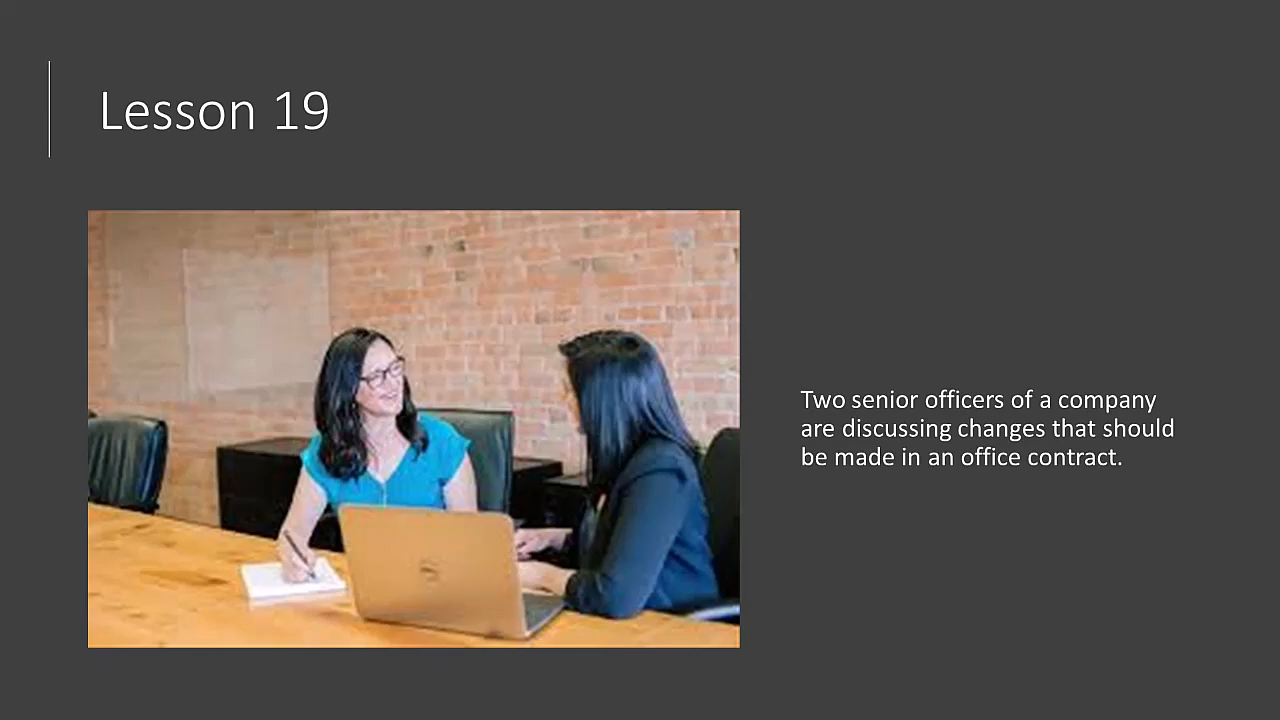 Lesson 19
Two senior officers of a company
are discussing changes that should
be made in an office contract.